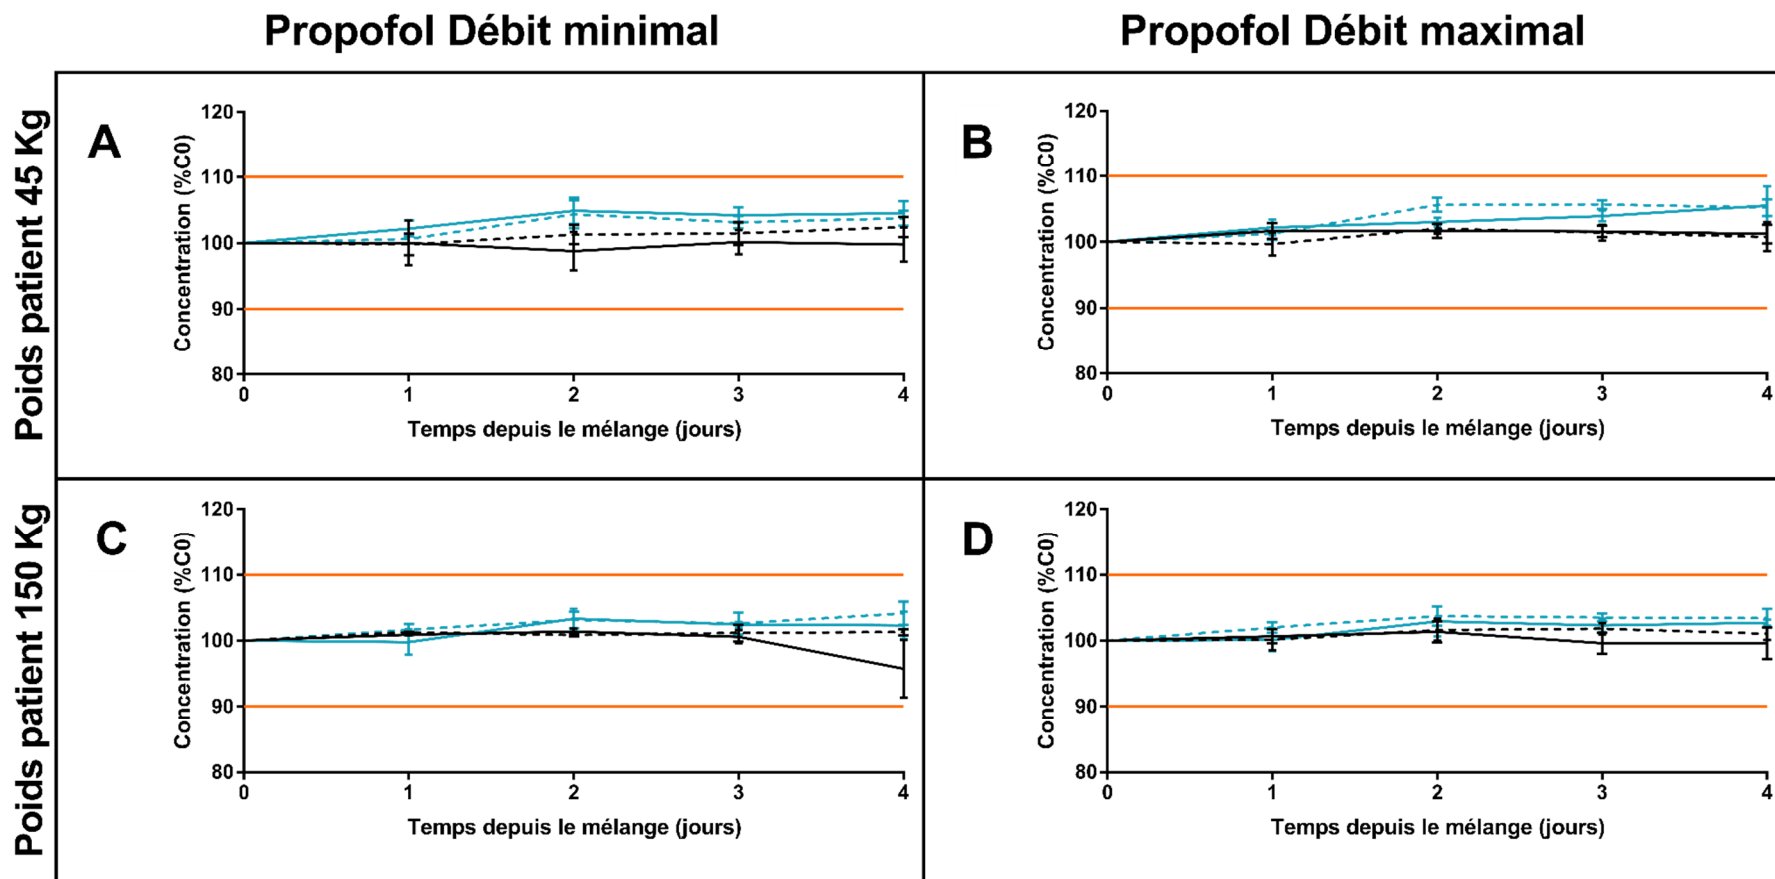 Propofol Débit minimal
Propofol Débit maximal
Poids patient 45 Kg
A
Concentration (%C0)
120
110
100
90
80
0 1 2 3 4
Temps depuis le mélange (jours)
B
Concentration (%C0)
120
110
100
90
80
0 1 2 3 4
Temps depuis le mélange (jours)
Poids patient 150 Kg
C
Concentration (%C0)
120
110
100
90
80
0 1 2 3 4
Temps depuis le mélange (jours)
D
Concentration (%C0)
120
110
100
90
80
0 1 2 3 4
Temps depuis le mélange (jours)